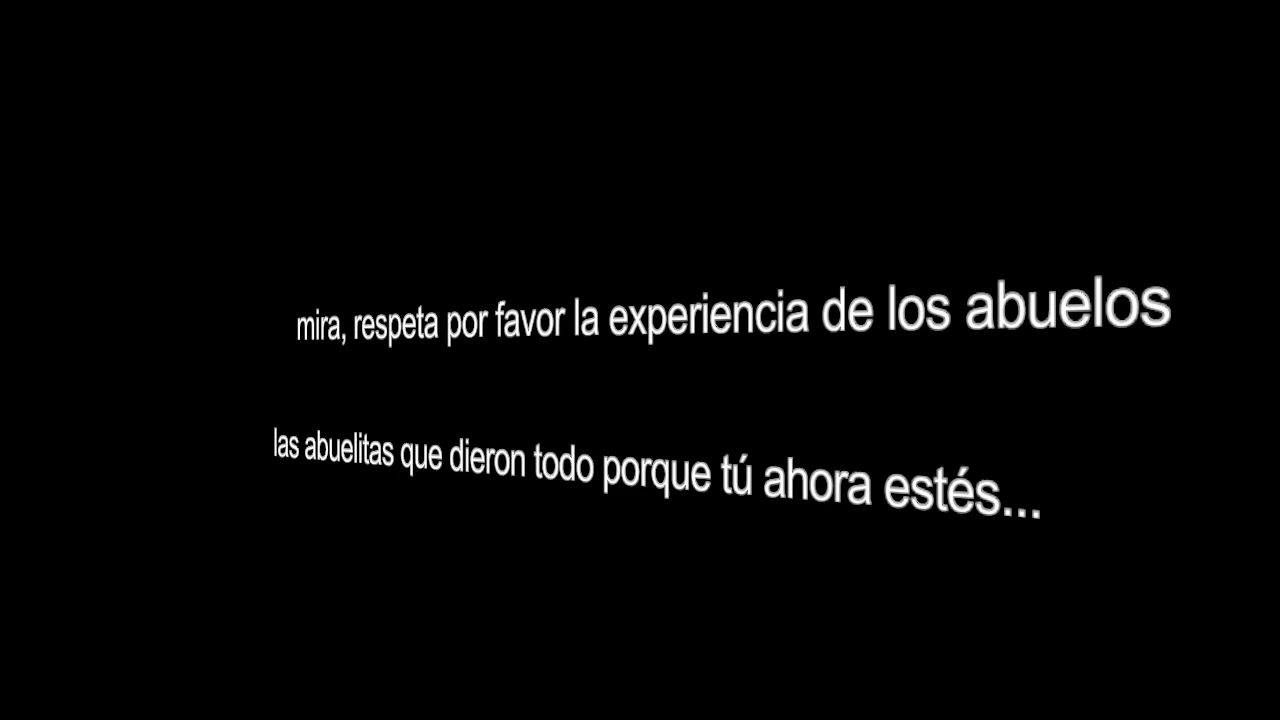 mira, respeta por favor la experiencia de los abuelos
las abuelitas que dieron todo porque tú ahora estés...